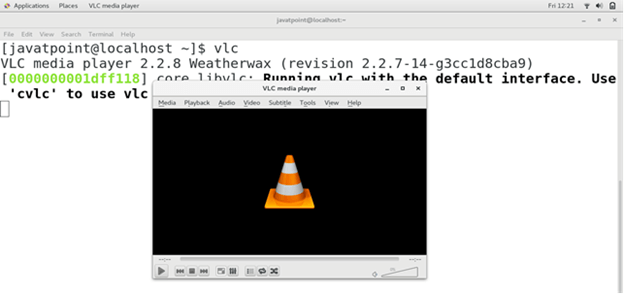 Applications Places VLC media player Fri 12:21
javatpoint@localhost:~
File Edit View Search Terminal Help
[javatpoint@localhost ~]$ vlc
VLC media player 2.2.8 Weatherwax (revision 2.2.7-14-g3cc1d8cba9)
[0000000001dff118] core libvlc: Running vlc with the default interface. Use
'cvlc' to use vlc
VLC media player
Media Playback Audio Video Subtitle Tools View Help
--:-- --:--